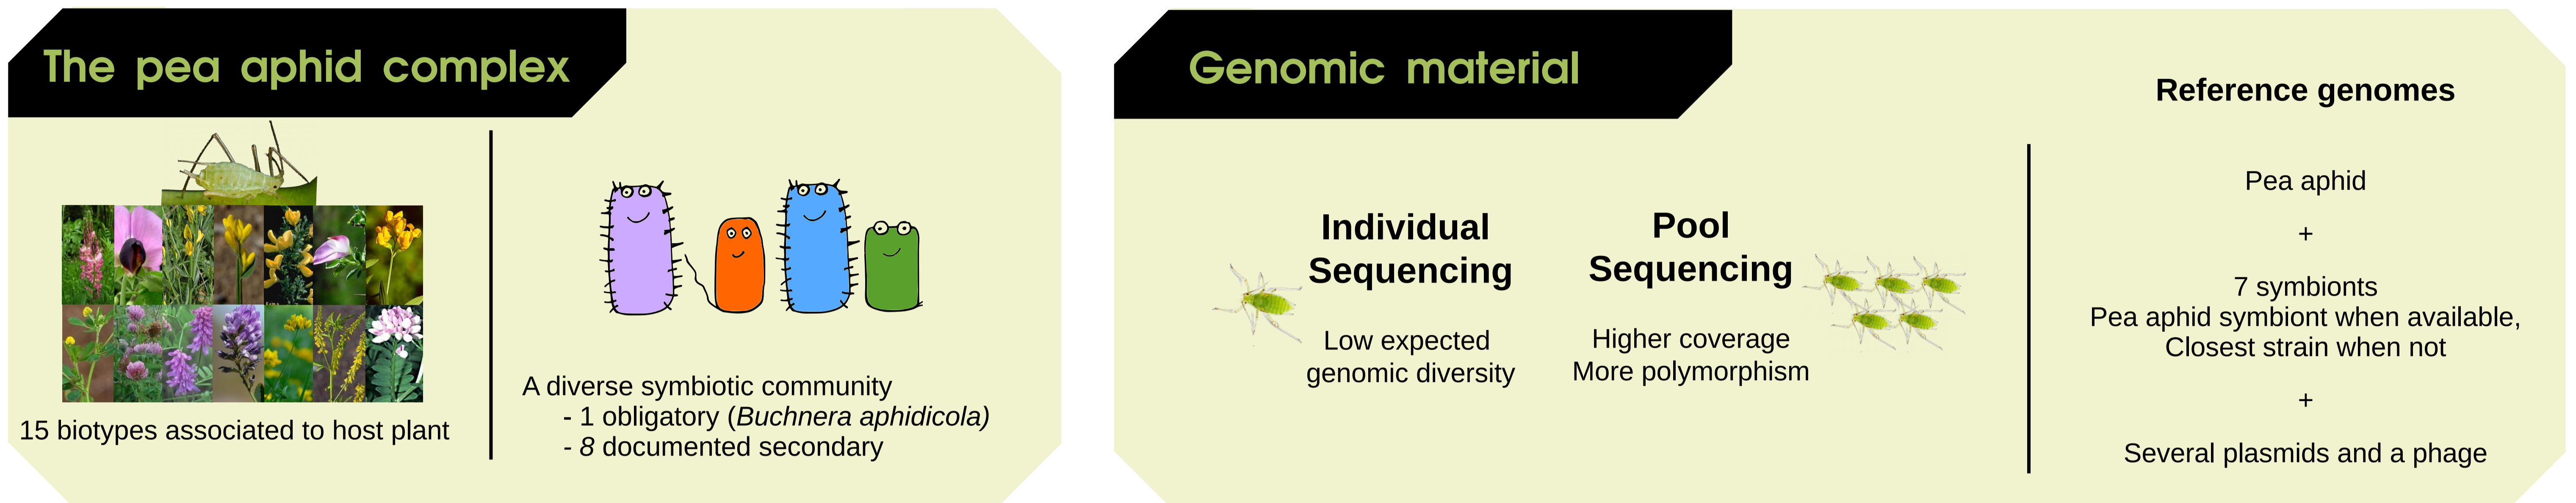 The pea aphid complex
15 biotypes associated to host plant
A diverse symbiotic community
- 1 obligatory (Buchnera aphidicola)
- 8 documented secondary
Genomic material
Individual
Sequencing
Low expected
genomic diversity
Pool
Sequencing
Higher coverage
More polymorphism
Reference genomes
Pea aphid
+
7 symbionts
Pea aphid symbiont when available,
Closest strain when not
+
Several plasmids and a phage